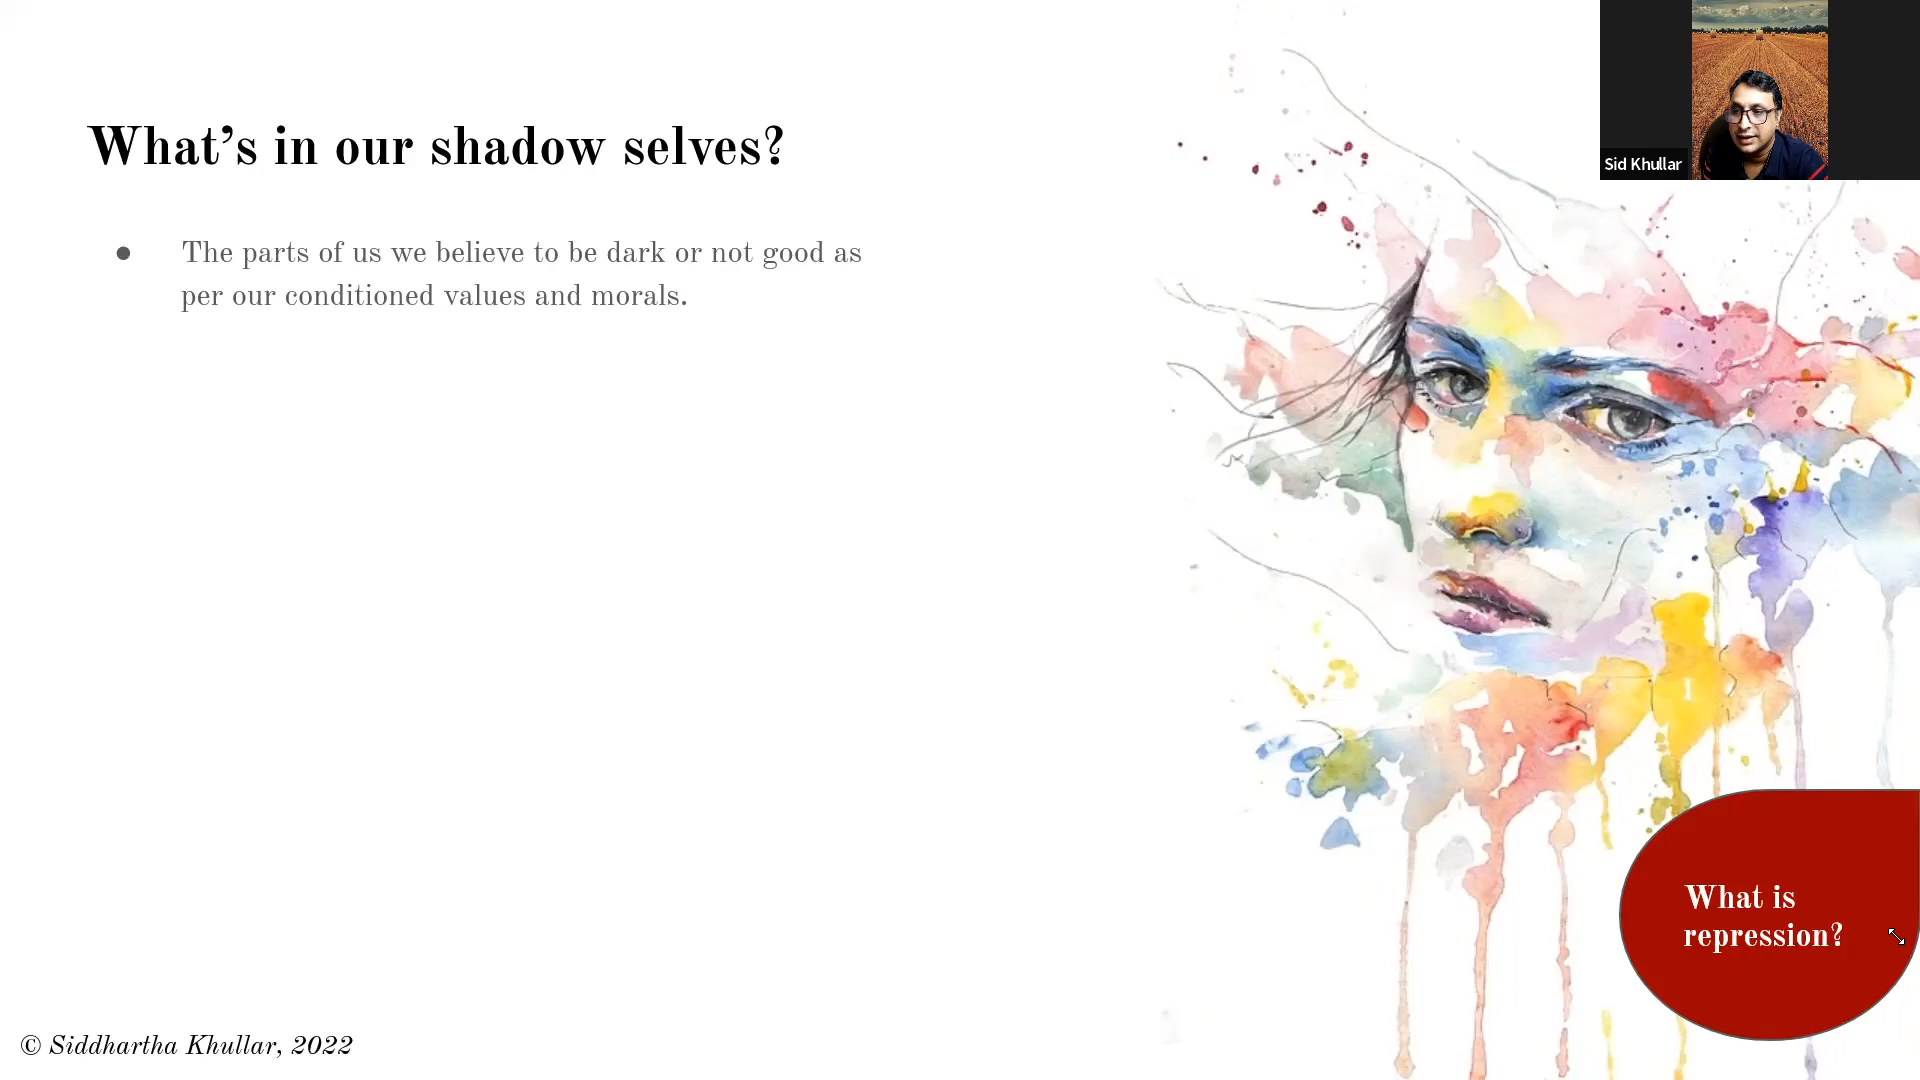 What’s in our shadow selves?
● The parts of us we believe to be dark or not good as
per our conditioned values and morals.
Sid Khullar
What is
repression?
© Siddhartha Khullar, 2022